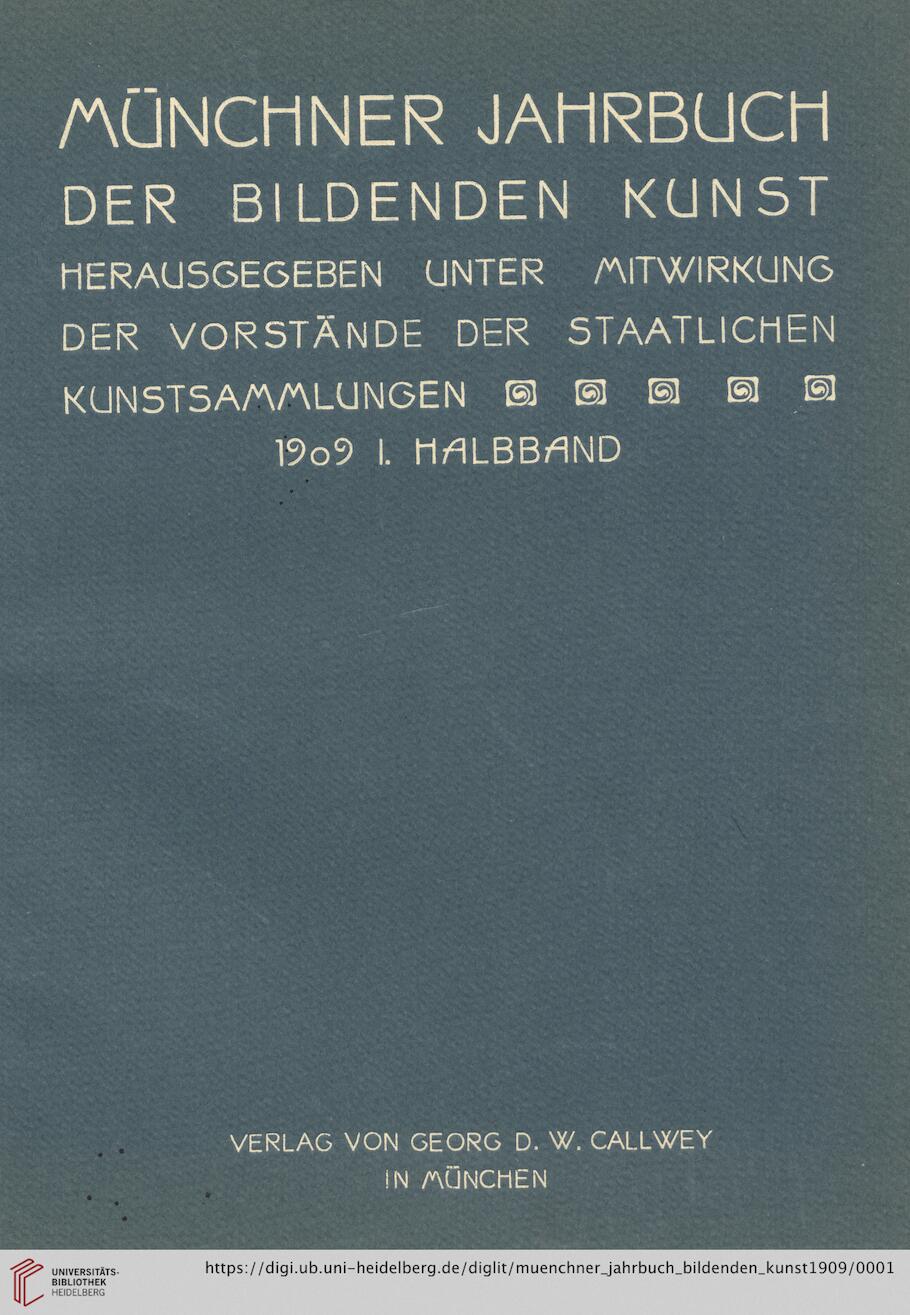 MÜNCHNER JAHRBUCH
DER BILDENDEN KUNST
HERAUSGEGEBEN UNTER MITWIRKUNG
DER VORSTÄNDE DER STAATLICHEN
KUNSTSAMMLUNGEN
1909 I. HALBBAND
VERLAG VON GEORG D. W. CALLWEY
IN MÜNCHEN
UNIVERSITÄTS-
BIBLIOTHEK
HEIDELBERG
https://digi.ub.uni-heidelberg.de/diglit/muenchner_jahrbuch_bildenden_kunst1909/0001